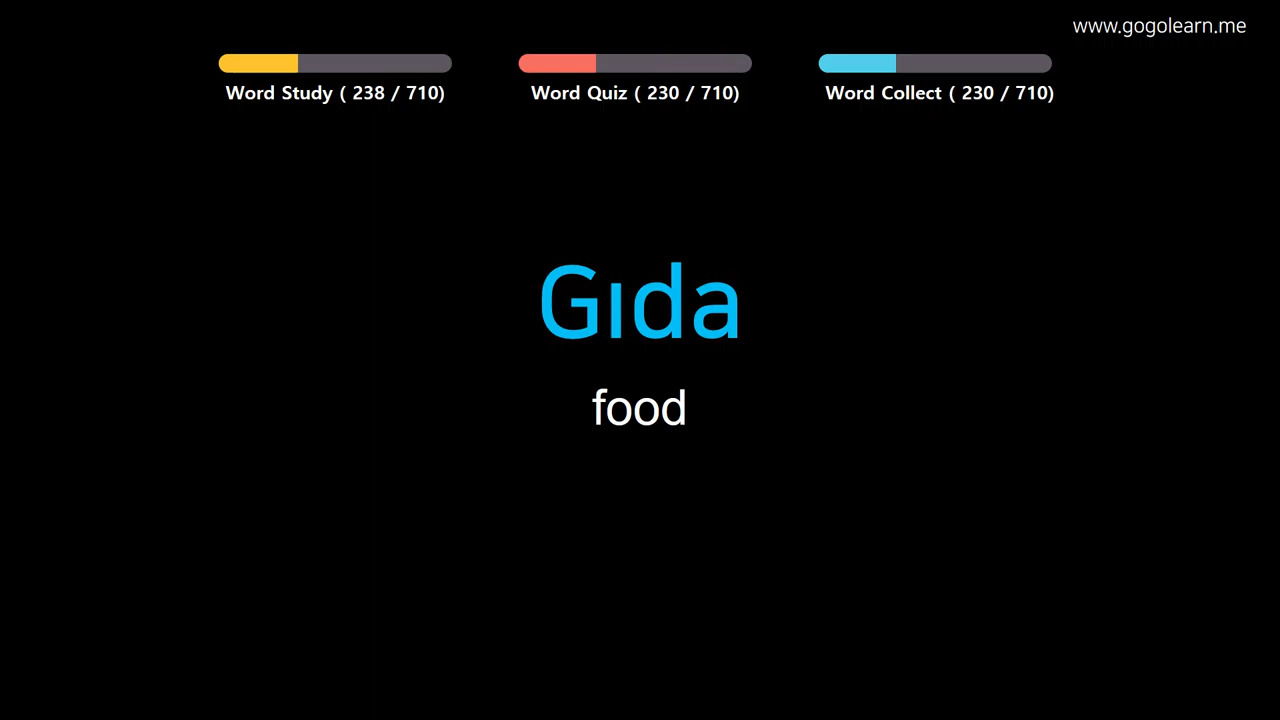 www.gogolearn.me
Word Study ( 238 / 710)
Word Quiz ( 230 / 710)
Word Collect ( 230 / 710)
Gıda
food